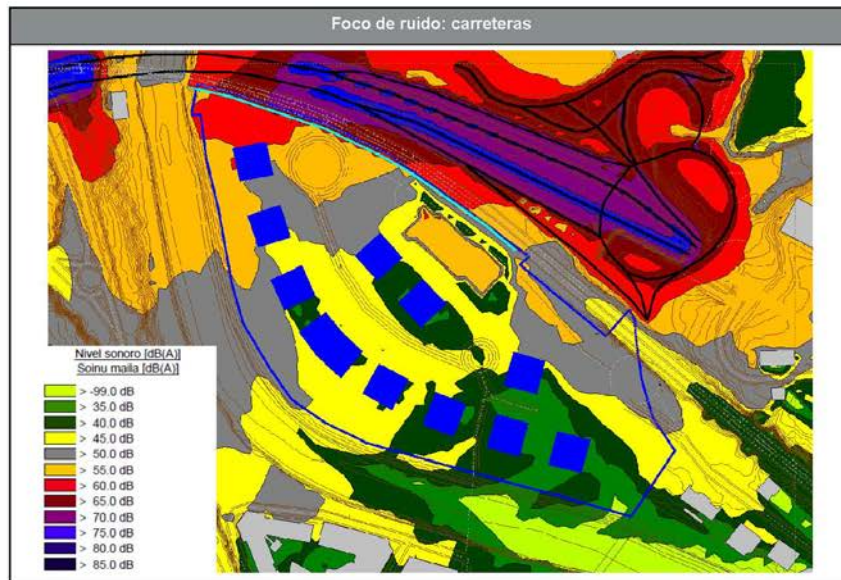 Foco de ruido: carreteras
Nivel sonoro [dB(A)]
Soinu maila [dB(A)]
> -99.0 dB
> 35.0 dB
> 40.0 dB
> 45.0 dB
> 50.0 dB
> 55.0 dB
> 60.0 dB
> 65.0 dB
> 70.0 dB
> 75.0 dB
> 80.0 dB
> 85.0 dB